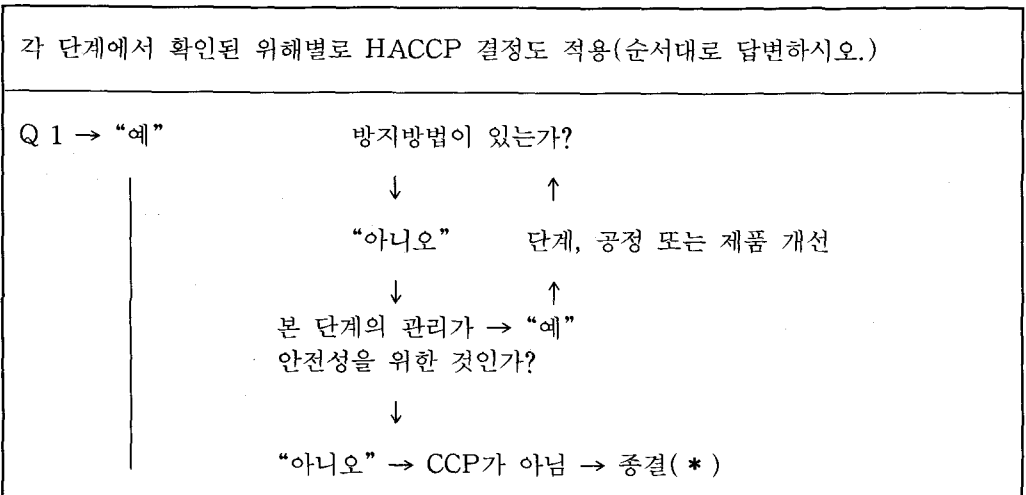 각 단계에서 확인된 위해별로 HACCP 결정도 적용(순서대로 답변하시오.)
Q 1 → “예” 방지방법이 있는가?
↓ ↑
“아니오” 단계, 공정 또는 제품 개선
↓ ↑
본 단계의 관리가 → “예”
안전성을 위한 것인가?
↓
“아니오” → CCP가 아님 → 종결( * )